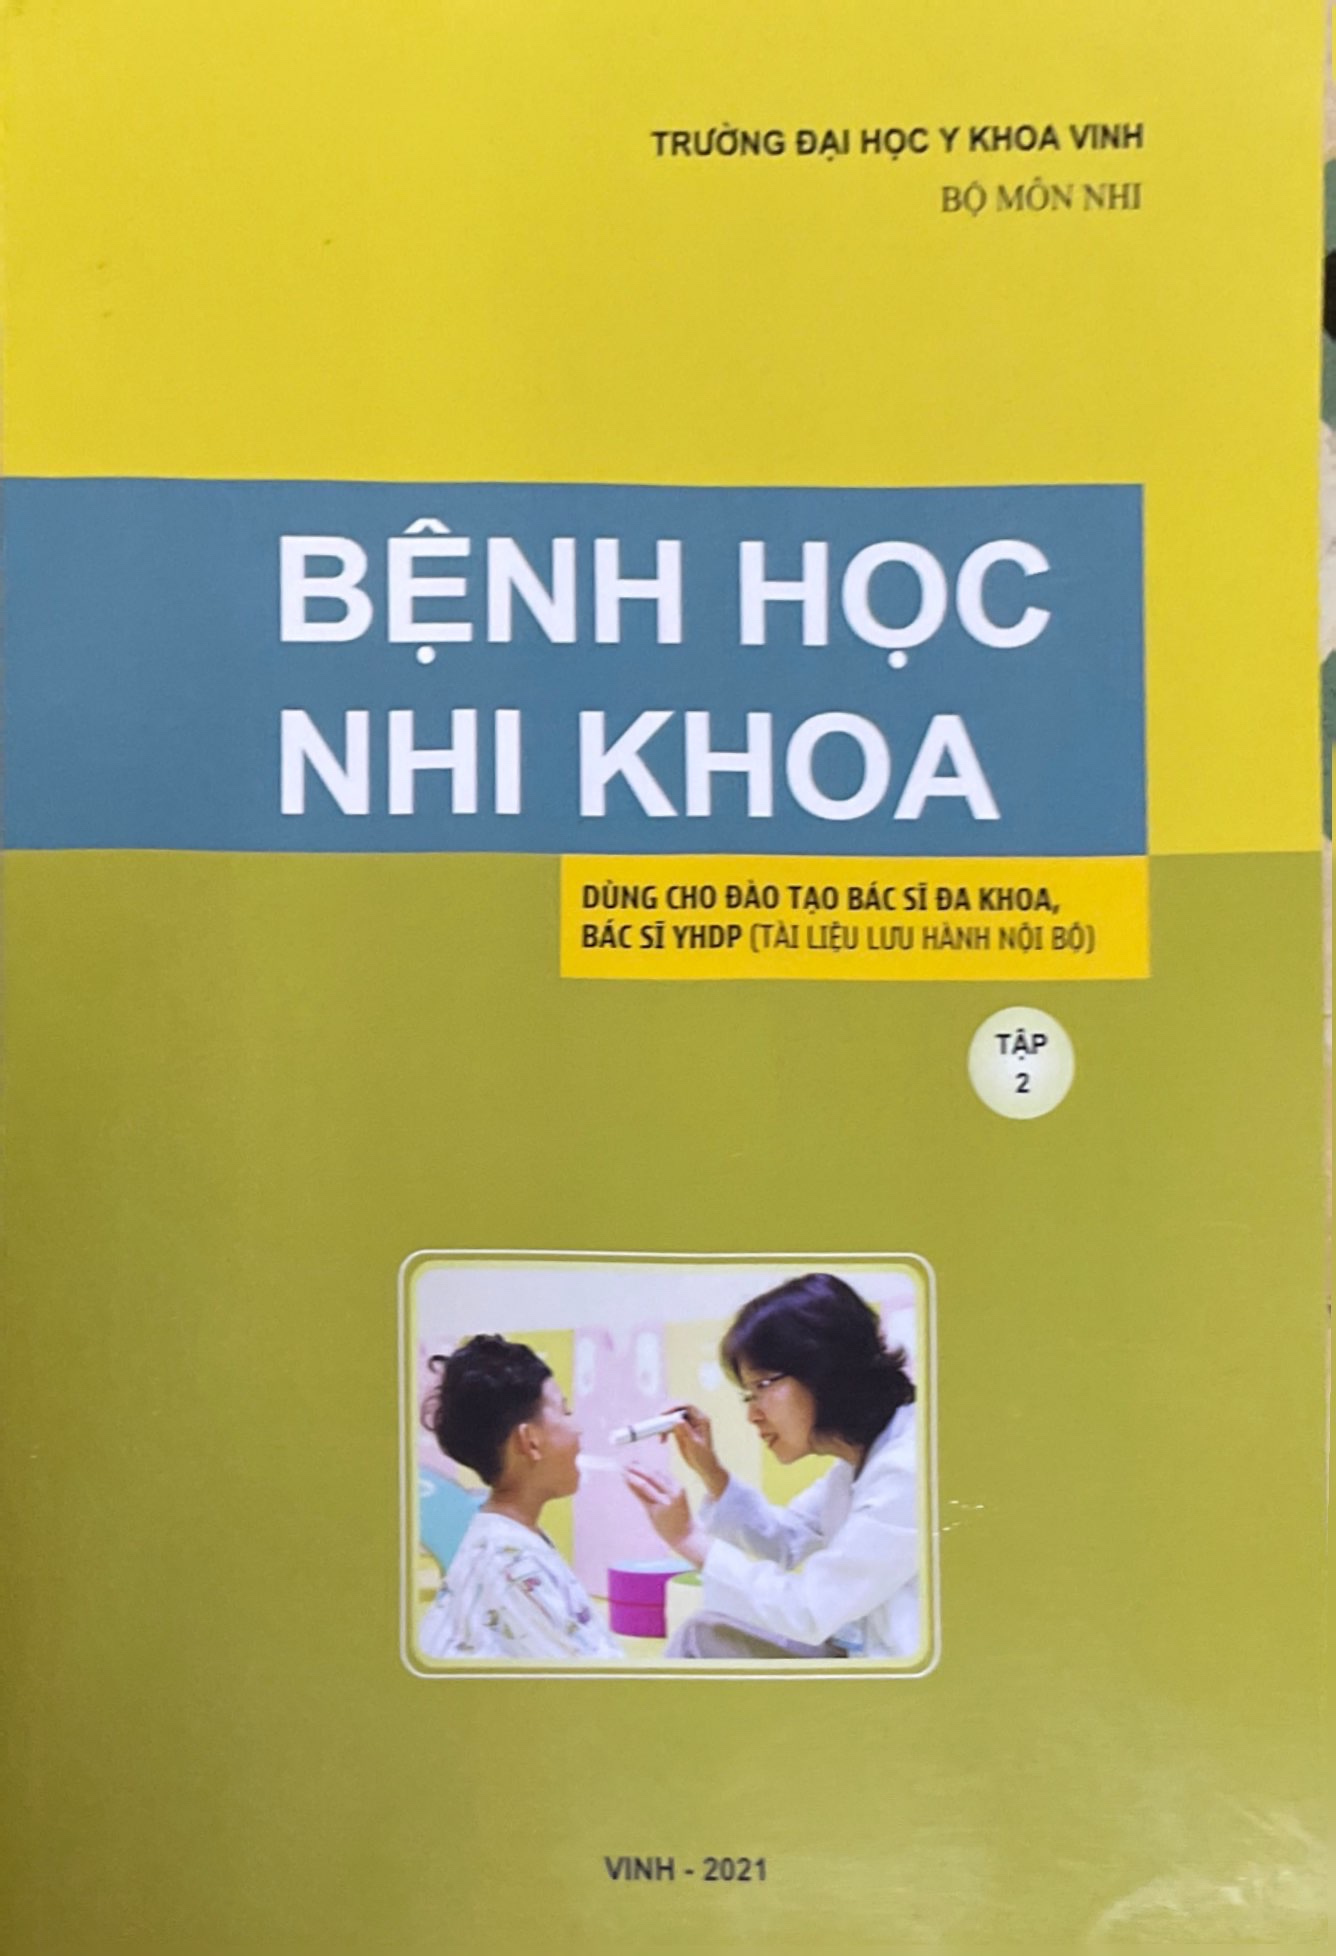 TRƯỜNG ĐẠI HỌC Y KHOA VINH
BỘ MÔN NHI
BỆNH HỌC
NHI KHOA
DÙNG CHO ĐÀO TẠO BÁC SĨ ĐA KHOA,
BÁC SĨ YHDP (TÀI LIỆU LƯU HÀNH NỘI BỘ)
TẬP
2
VINH - 2021